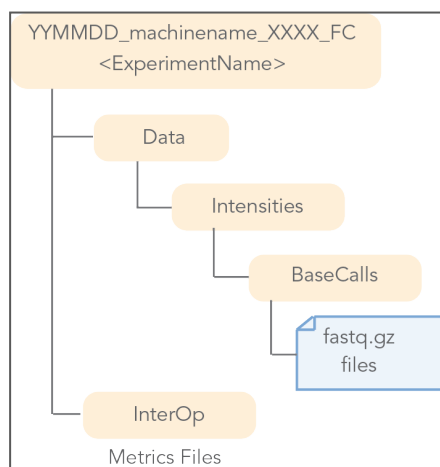 YYMMDD_machinename_XXXX_FC
<ExperimentName>
Data
Intensities
BaseCalls
fastq.gz
files
InterOp
Metrics Files